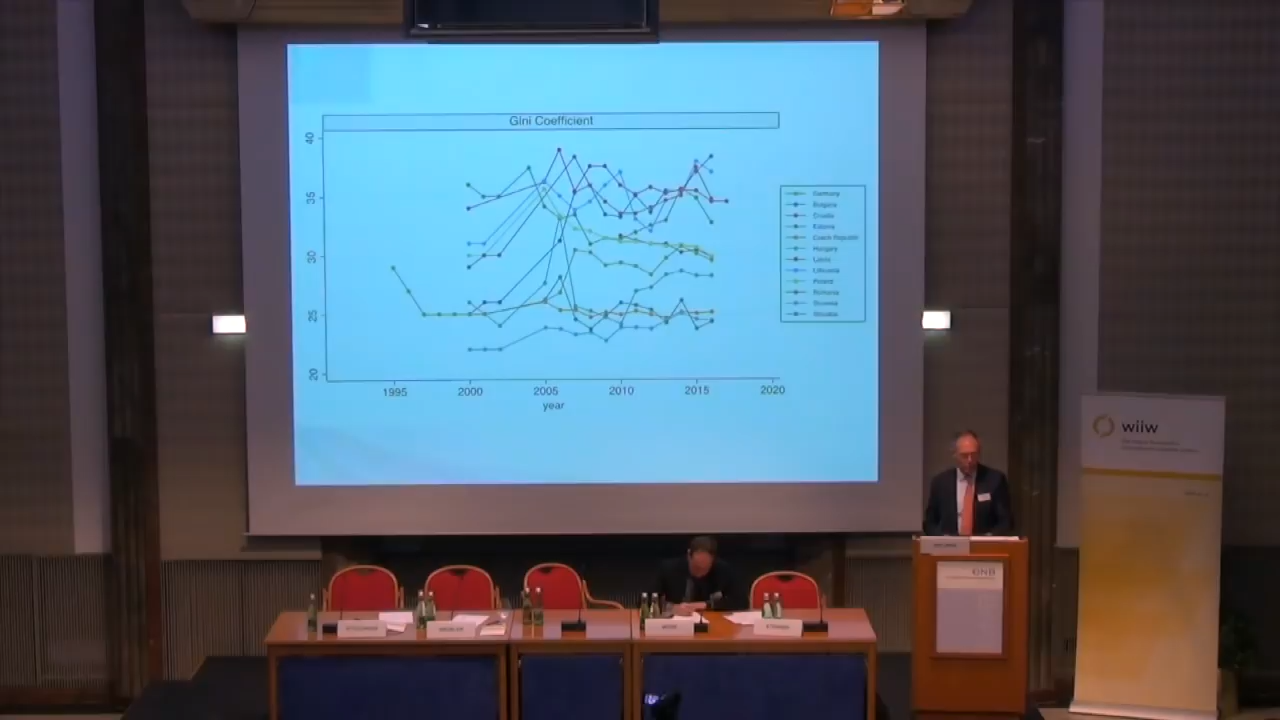 GIni Coefficient
40
35
30
25
20
1995
2000
2005
2010
2015
2020
year
Germany
Bulgaria
Croatia
Estonia
Czech Republic
Hungary
Latvia
Lithuania
Poland
Romania
Slovenia
Slovakia
wiiw